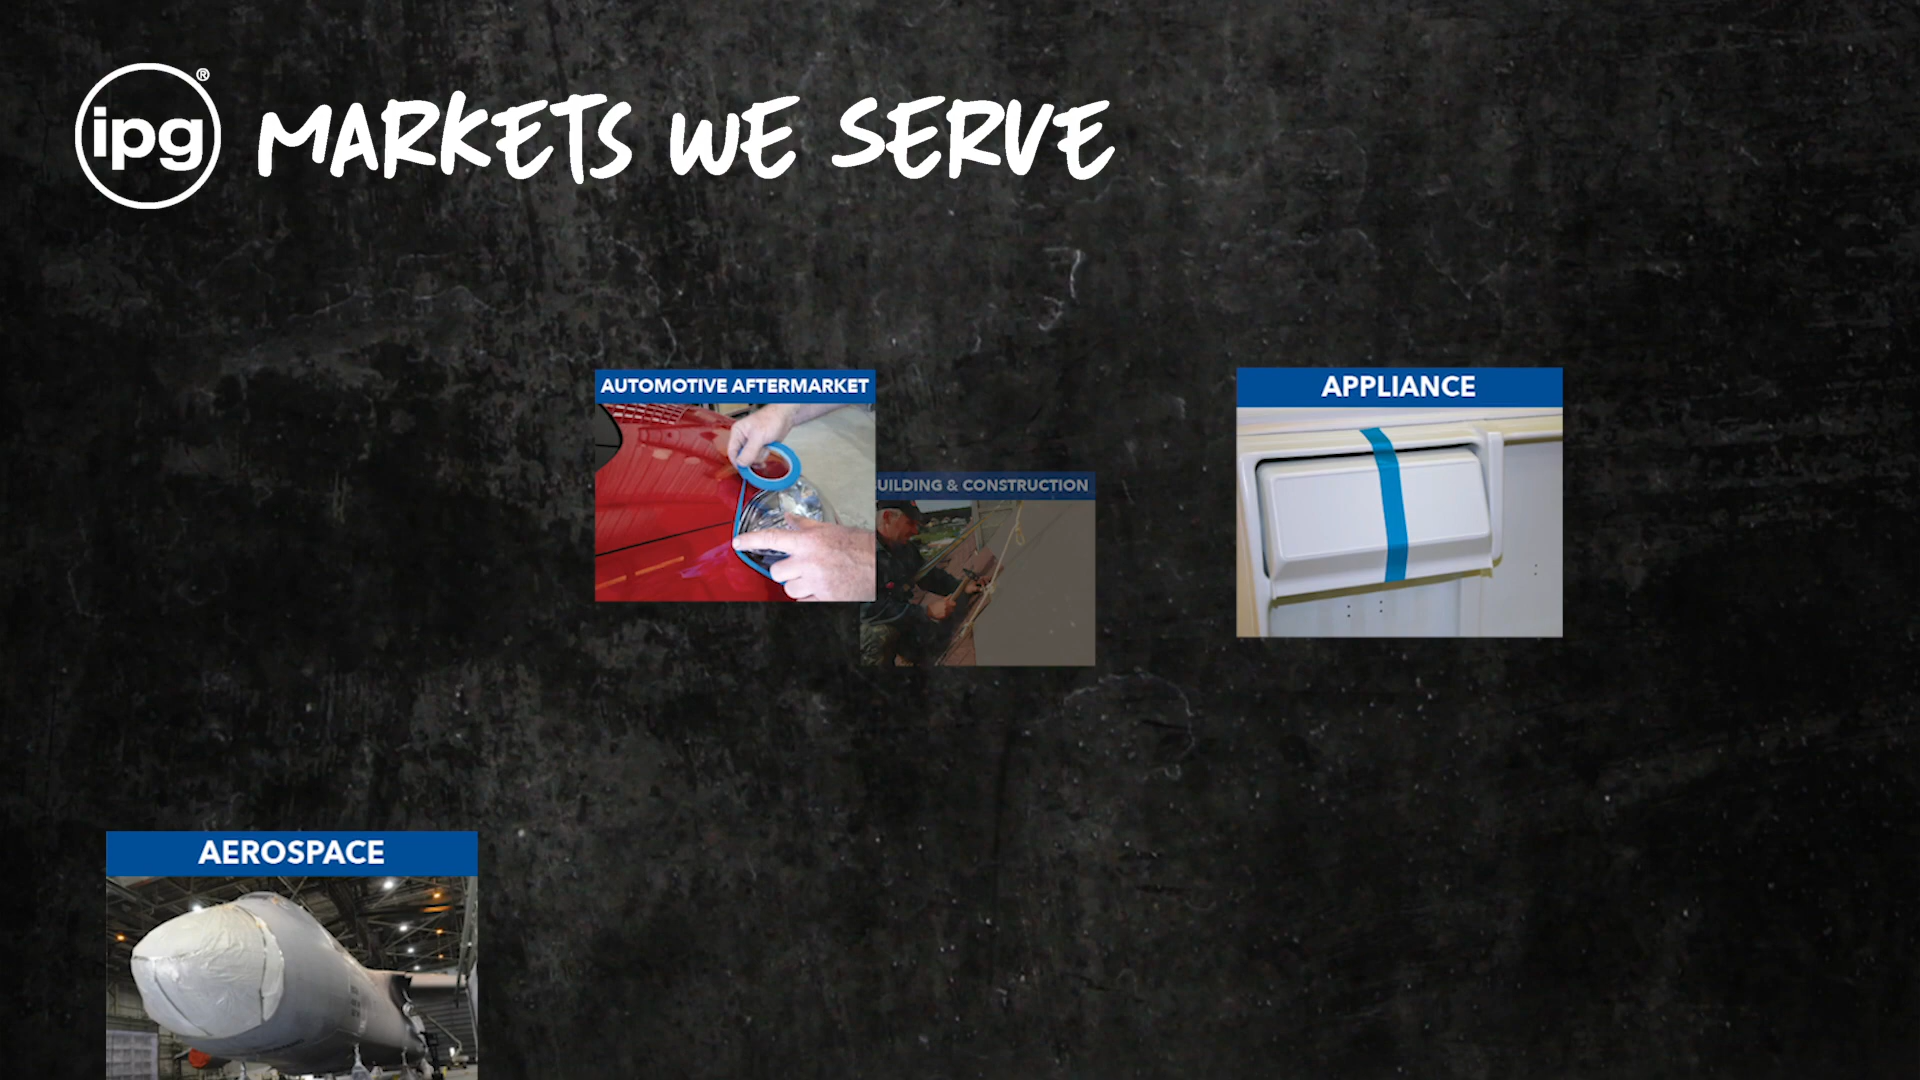 ipg®
MARKETS WE SERVE
AUTOMOTIVE AFTERMARKET
APPLIANCE
UILDING & CONSTRUCTION
AEROSPACE